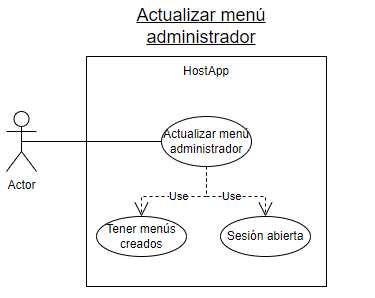 Actualizar menú
administrador
HostApp
Actualizar menú
administrador
Actor
Use
Use
Tener menús
creados
Sesión abierta